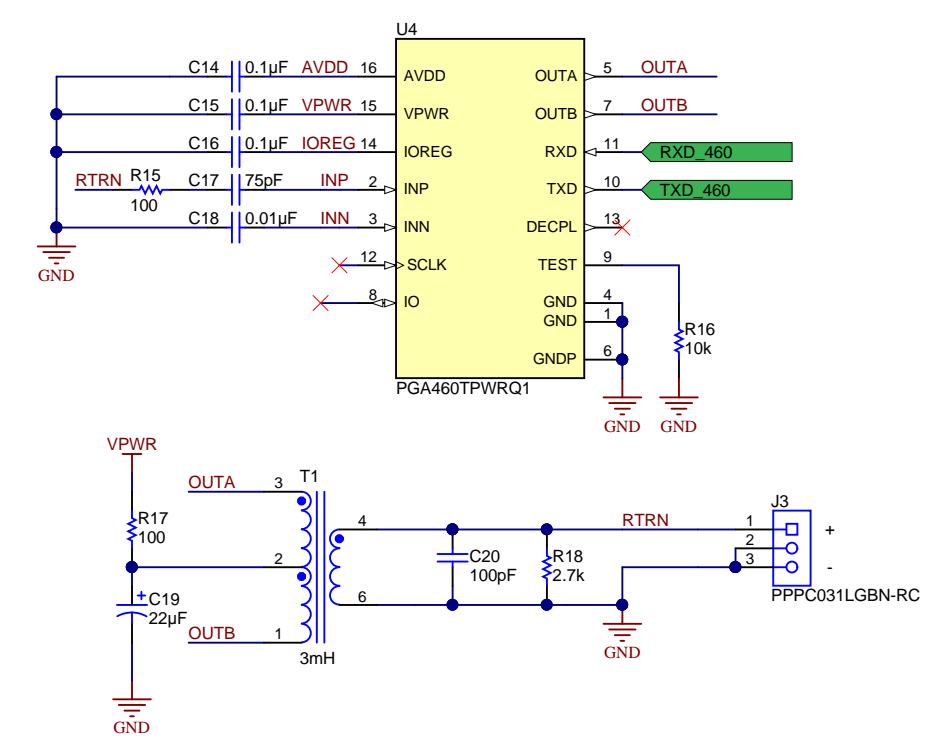 U4
C14 0.1µF AVDD 16 AVDD OUTA 5 OUTA
C15 0.1µF VPWR 15 VPWR OUTB 7 OUTB
C16 0.1µF IOREG 14 IOREG RXD 11 RXD_460
RTRN R15 100 C17 75pF INP 2 INP TXD 10 TXD_460
C18 0.01µF INN 3 INN DECPL 13
GND
12 SCLK TEST 9
8 IO GND 4
GND 1
R16
10k
GNDP 6
PGA460TPWRQ1
GND GND
VPWR
OUTA 3 T1
R17
100
4 RTRN 1 J3 +
2
2 C20
100pF
R18
2.7k
3 -
PPPC031LGBN-RC
+ C19
22µF
6
OUTB 1
3mH
GND
GND